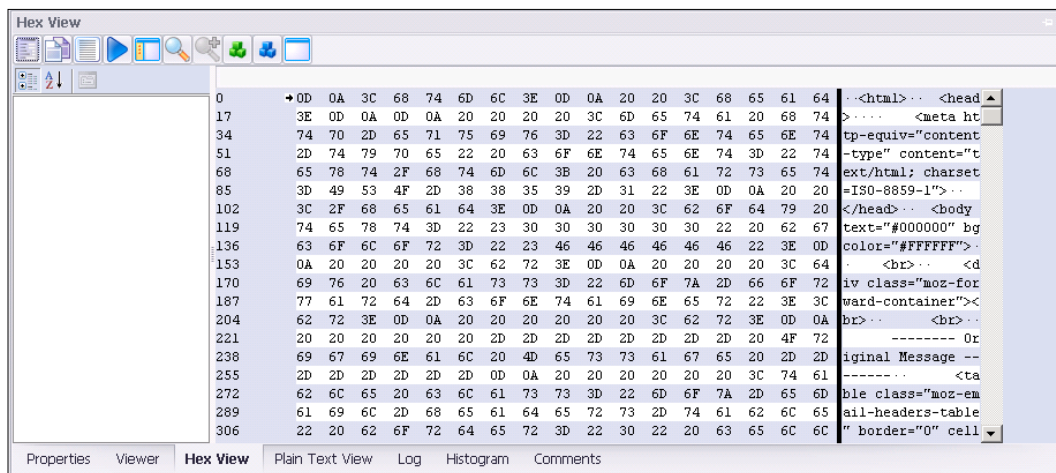 Hex View
0 0D 0A 3C 68 74 6D 6C 3E 0D 0A 20 20 3C 68 65 61 64 ··<html>·· <head
17 3E 0D 0A 0D 0A 20 20 20 20 3C 6D 65 74 61 20 68 74 >···· <meta ht
34 74 70 2D 65 71 75 69 76 3D 22 63 6F 6E 74 65 6E 74 tp-equiv="content
51 2D 74 79 70 65 22 20 63 6F 6E 74 65 6E 74 3D 22 74 -type" content="t
68 65 78 74 2F 68 74 6D 6C 3B 20 63 68 61 72 73 65 74 ext/html; charset
85 3D 49 53 4F 2D 38 38 35 39 2D 31 22 3E 0D 0A 20 20 =ISO-8859-1">··
102 3C 2F 68 65 61 64 3E 0D 0A 20 20 3C 62 6F 64 79 20 </head>·· <body
119 74 65 78 74 3D 22 23 30 30 30 30 30 30 22 20 62 67 text="#000000" bg
136 63 6F 6C 6F 72 3D 22 23 46 46 46 46 46 46 22 3E 0D color="#FFFFFF">·
153 0A 20 20 20 20 3C 62 72 3E 0D 0A 20 20 20 20 3C 64 · <br>·· <d
170 69 76 20 63 6C 61 73 73 3D 22 6D 6F 7A 2D 66 6F 72 iv class="moz-for
187 77 61 72 64 2D 63 6F 6E 74 61 69 6E 65 72 22 3E 3C ward-container"><
204 62 72 3E 0D 0A 20 20 20 20 20 20 3C 62 72 3E 0D 0A br>·· <br>··
221 20 20 20 20 20 20 2D 2D 2D 2D 2D 2D 2D 2D 20 4F 72 -------- Or
238 69 67 69 6E 61 6C 20 4D 65 73 73 61 67 65 20 2D 2D iginal Message --
255 2D 2D 2D 2D 2D 2D 0D 0A 20 20 20 20 20 20 3C 74 61 ------·· <ta
272 62 6C 65 20 63 6C 61 73 73 3D 22 6D 6F 7A 2D 65 6D ble class="moz-em
289 61 69 6C 2D 68 65 61 64 65 72 73 2D 74 61 62 6C 65 ail-headers-table
306 22 20 62 6F 72 64 65 72 3D 22 30 22 20 63 65 6C 6C " border="0" cell
Properties Viewer Hex View Plain Text View Log Histogram Comments